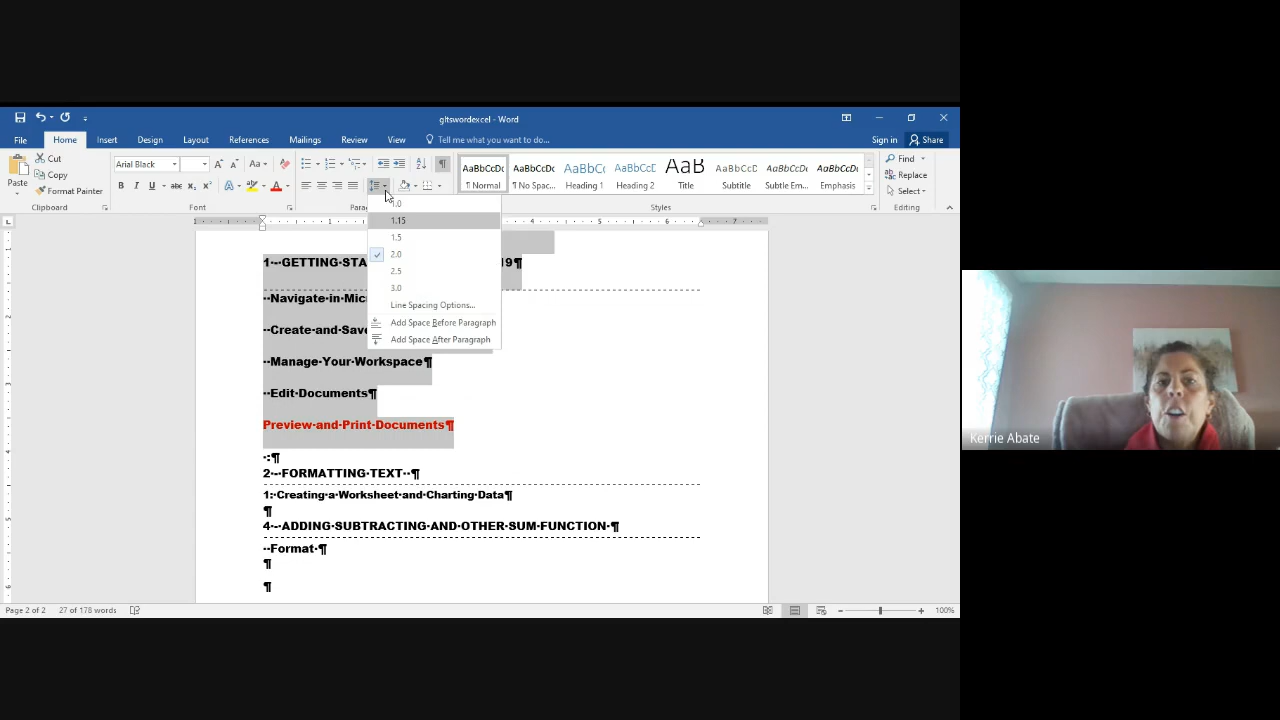 gltswordexcel - Word
Sign in Share
File Home Insert Design Layout References Mailings Review View Tell me what you want to do...
Paste Cut Copy Format Painter
Clipboard
Arial Black
Font
AaBbCcDc AaBbCcDc AaBbCc AaBbCcC AaB AaBbCcD AaBbCcDc AaBbCcDc
¶ Normal ¶ No Spac... Heading 1 Heading 2 Title Subtitle Subtle Em... Emphasis
Styles
Find
Replace
Select
Editing
1.0
1.15
1.5
2.0
2.5
3.0
Line Spacing Options...
Add Space Before Paragraph
Add Space After Paragraph
1 - GETTING
Navigate in
Create and
Manage Your Workspace¶
Edit Documents¶
Preview and Print Documents¶
:¶
2 - FORMATTING TEXT ¶
1: Creating a Worksheet and Charting Data¶
¶
4 - ADDING SUBTRACTING AND OTHER SUM FUNCTION ¶
Format ¶
¶
¶
Page 2 of 2 27 of 178 words
100%
Kerrie Abate